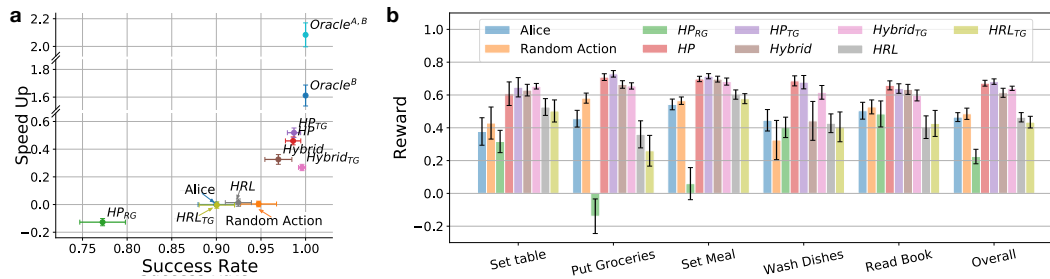 a
2.2
2.0
1.8
1.6
0.6
0.4
0.2
0.0
−0.2
Speed Up
Oracle^{A,B}
Oracle^{B}
HP_{TG}
HP
Hybrid
Hybrid_{TG}
Alice
HRL
HRL_{TG}
Random Action
HP_{RG}
0.75
0.80
0.85
0.90
0.95
1.00
Success Rate
b
1.0
0.8
0.6
0.4
0.2
0.0
−0.2
Reward
Alice
HP_{RG}
HP_{TG}
Hybrid_{TG}
HRL_{TG}
Random Action
HP
Hybrid
HRL
Set table
Put Groceries
Set Meal
Wash Dishes
Read Book
Overall